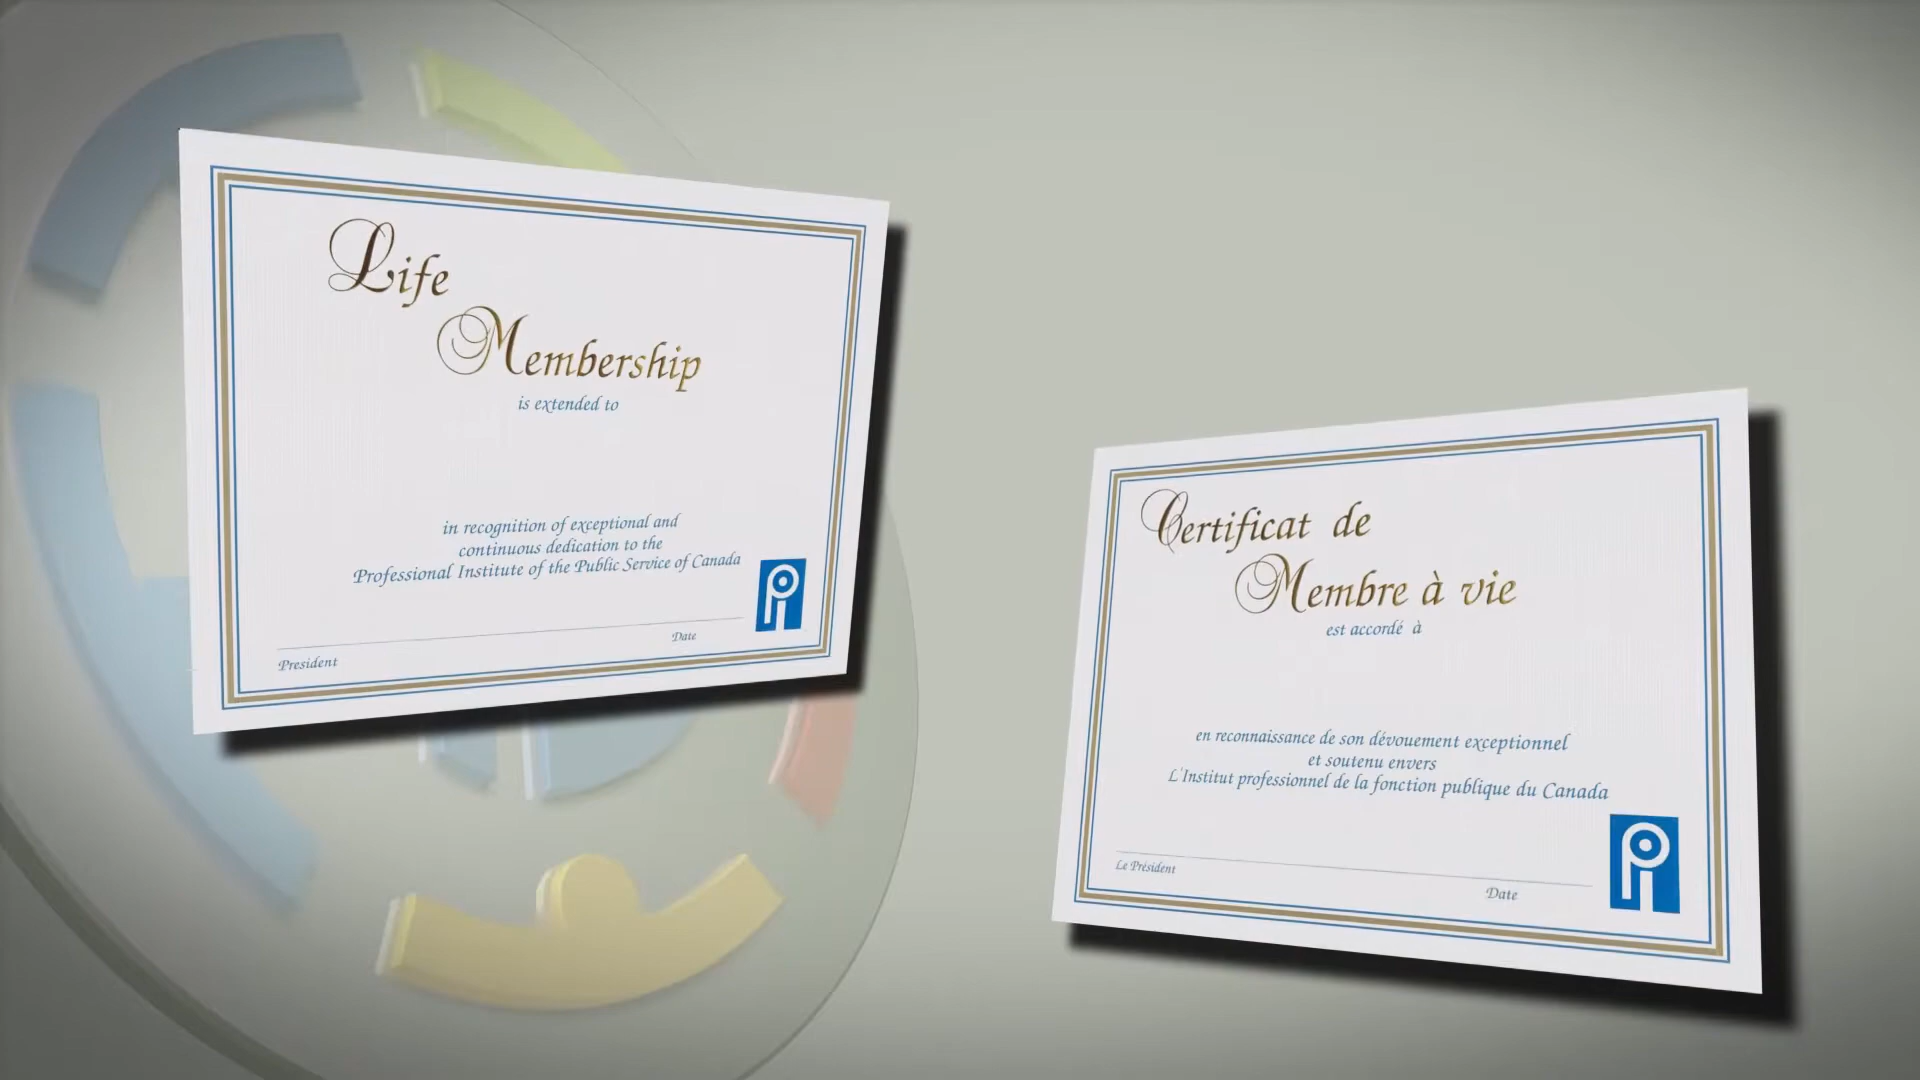 Life
Membership
is extended to
in recognition of exceptional and
continuous dedication to the
Professional Institute of the Public Service of Canada
Date
President
Certificat de
Membre à vie
est accordé à
en reconnaissance de son dévouement exceptionnel
et soutenu envers
L'Institut professionnel de la fonction publique du Canada
Le Président
Date